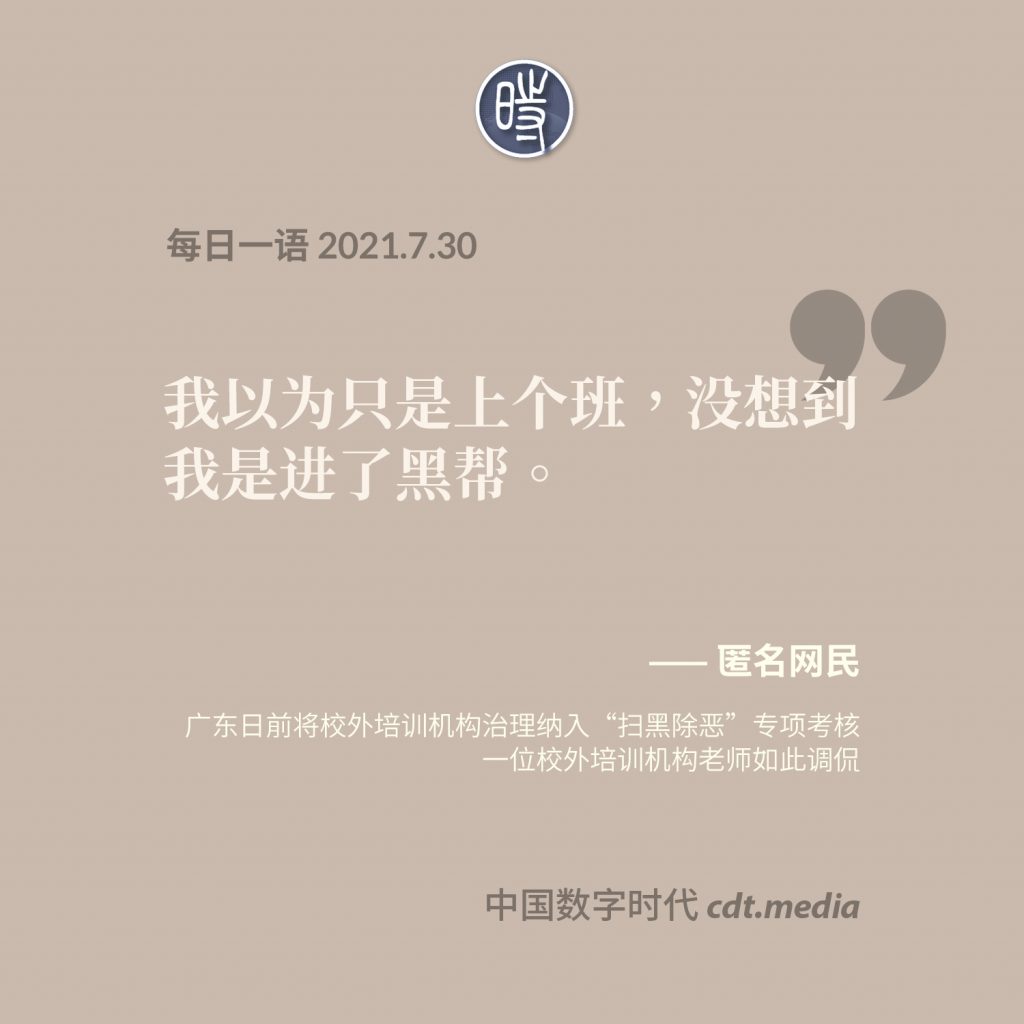 時
每日一语 2021.7.30
”
我以为只是上个班，没想到
我是进了黑帮。
—— 匿名网民
广东日前将校外培训机构治理纳入“扫黑除恶”专项考核
一位校外培训机构老师如此调侃
中国数字时代 cdt.media